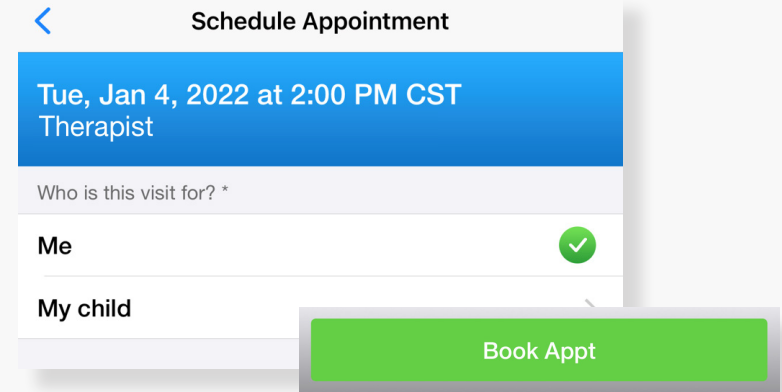 Schedule Appointment
Tue, Jan 4, 2022 at 2:00 PM CST
Therapist
Who is this visit for? *
Me
My child
Book Appt